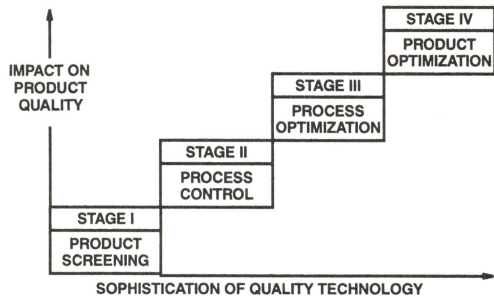 STAGE IV
PRODUCT
OPTIMIZATION
IMPACT ON
PRODUCT
QUALITY
STAGE III
PROCESS
OPTIMIZATION
STAGE II
PROCESS
CONTROL
STAGE I
PRODUCT
SCREENING
SOPHISTICATION OF QUALITY TECHNOLOGY